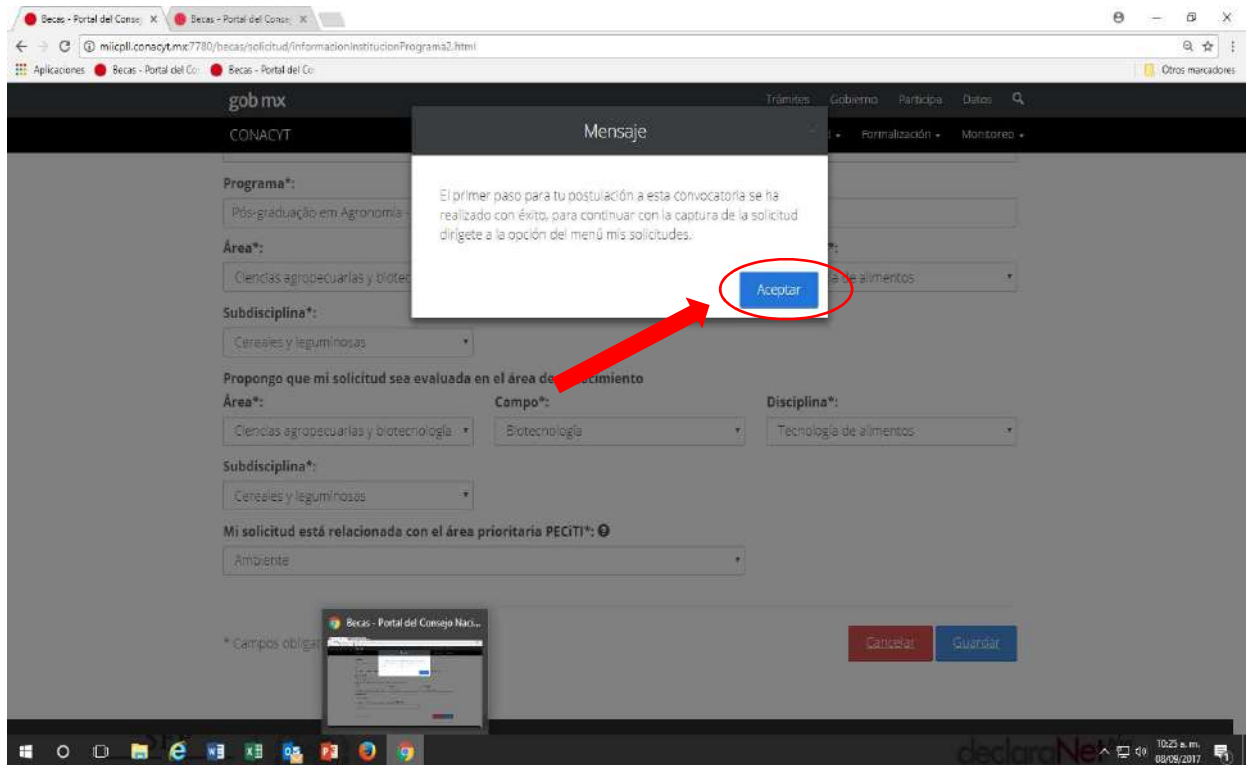 Becas - Portal del Consej
Becas - Portal del Consej
miicpll.conacyt.mx:7780/becas/solicitud/informacionInstitucionPrograma2.html
Aplicaciones
Becas - Portal del Co
Becas - Portal del Co
Otros marcadores
gob mx
Trámites Gobierno Participa Datos
CONACYT
Formalización
Monitoreo
Mensaje
El primer paso para tu postulación a esta convocatoria se ha
realizado con éxito, para continuar con la captura de la solicitud
dirígete a la opción del menú mis solicitudes.
Aceptar
Programa*:
Pós-graduação em Agronomia -
Área*:
Ciencias agropecuarias y biotec
de alimentos
Subdisciplina*:
Cereales y leguminosas
Propongo que mi solicitud sea evaluada en el área de
Área*:
Campo*:
Disciplina*:
Ciencias agropecuarias y biotecnología
Biotecnología
Tecnología de alimentos
Subdisciplina*:
Cereales y leguminosas
Mi solicitud está relacionada con el área prioritaria PECiTI*:
Ambiente
* Campos obligat
Cancelar
Guardar
Becas - Portal del Consejo Naci...
declaraNet
10:25 a. m.
08/09/2017